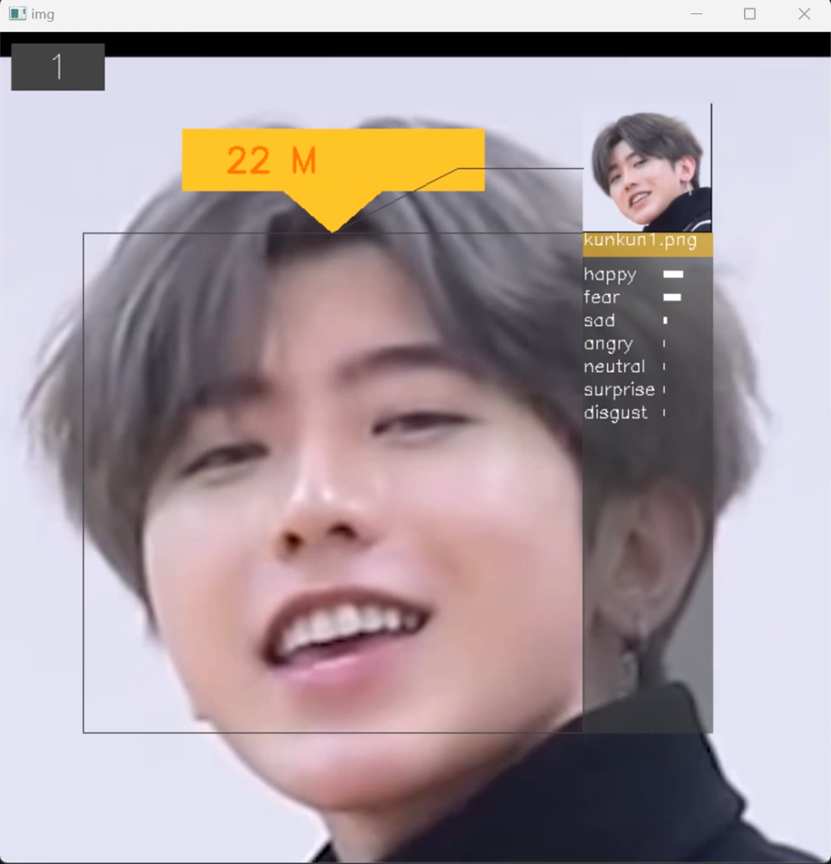 img
1
22 M
kunkun1.png
happy
fear
sad
angry
neutral
surprise
disgust